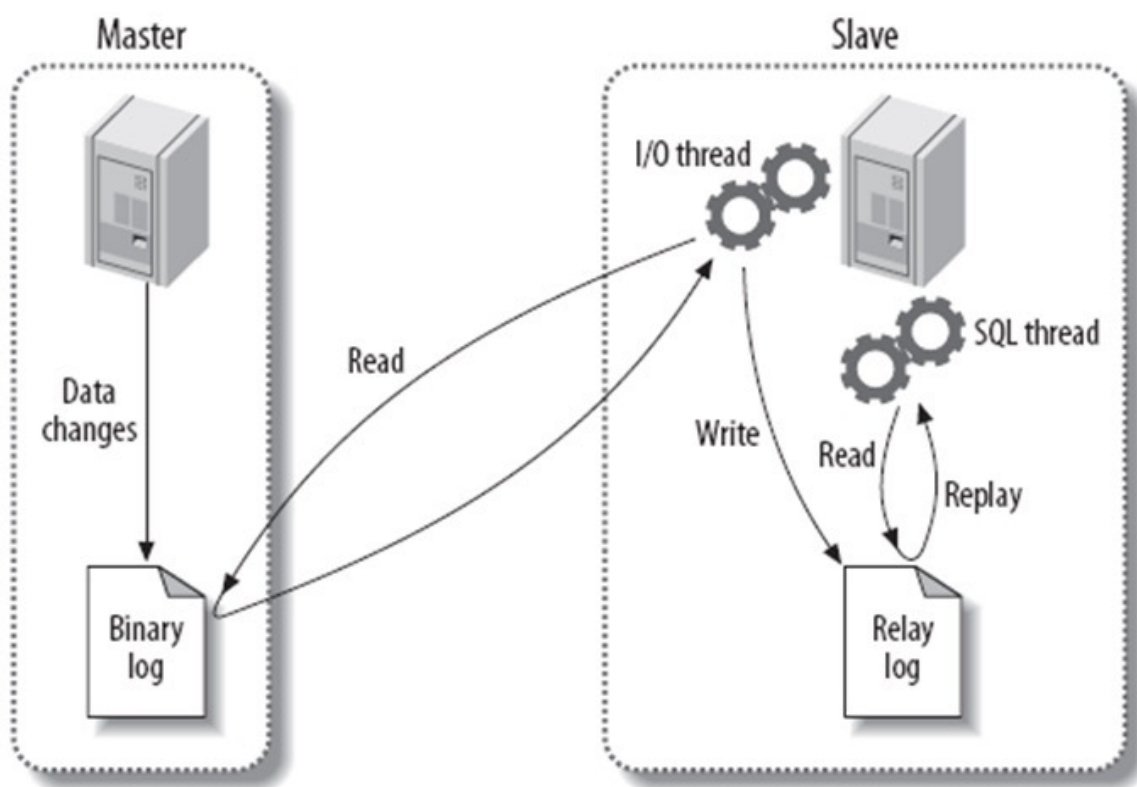 Master
Slave
I/O thread
SQL thread
Read
Data
changes
Write
Read
Replay
Binary
log
Relay
log